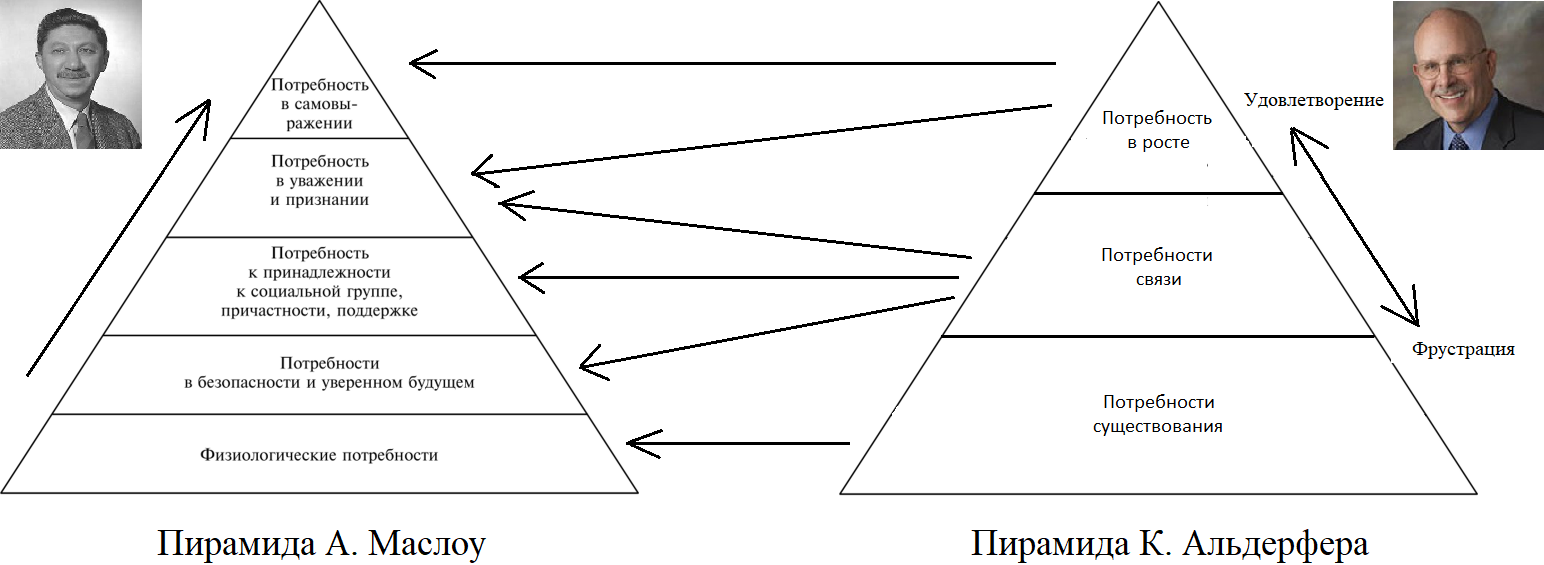 Потребность
в самовы-
ражении
Потребность
в уважении
и признании
Потребность
к принадлежности
к социальной группе,
причастности, поддержке
Потребности
в безопасности и уверенном будущем
Физиологические потребности
Пирамида А. Маслоу
Потребность
в росте
Потребности
связи
Потребности
существования
Удовлетворение
Фрустрация
Пирамида К. Альдерфера